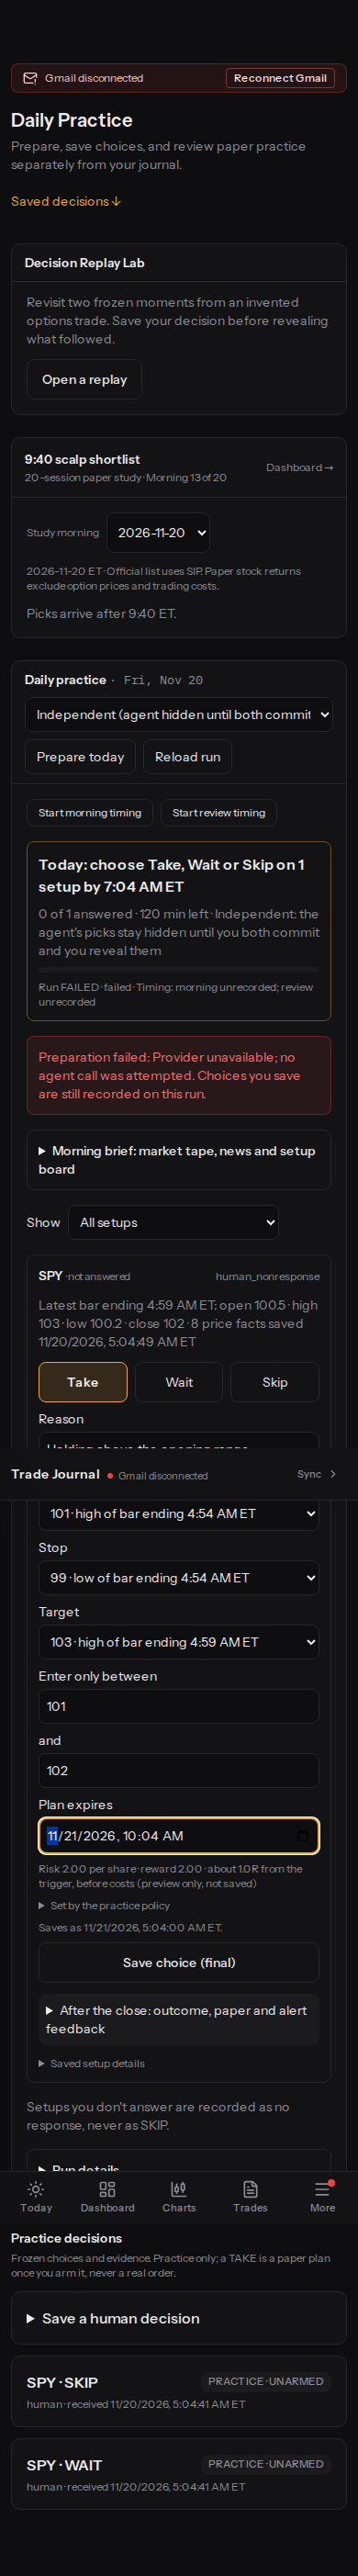 Gmail disconnected
Reconnect Gmail
Daily Practice
Prepare, save choices, and review paper practice
separately from your journal.
Saved decisions ↓
Decision Replay Lab
Revisit two frozen moments from an invented
options trade. Save your decision before revealing
what followed.
Open a replay
9:40 scalp shortlist
20-session paper study · Morning 13 of 20
Dashboard →
Study morning
2026-11-20
2026-11-20 ET · Official list uses SIP. Paper stock returns
exclude option prices and trading costs.
Picks arrive after 9:40 ET.
Daily practice · Fri, Nov 20
Independent (agent hidden until both commit
Prepare today
Reload run
Start morning timing
Start review timing
Today: choose Take, Wait or Skip on 1
setup by 7:04 AM ET
0 of 1 answered · 120 min left · Independent: the
agent's picks stay hidden until you both commit
and you reveal them
Run FAILED · failed · Timing: morning unrecorded; review
unrecorded
Preparation failed: Provider unavailable; no
agent call was attempted. Choices you save
are still recorded on this run.
▶ Morning brief: market tape, news and setup
board
Show
All setups
SPY · not answered
human_nonresponse
Latest bar ending 4:59 AM ET: open 100.5 · high
103 · low 100.2 · close 102 · 8 price facts saved
11/20/2026, 5:04:49 AM ET
Take
Wait
Skip
Reason
Trade Journal
Gmail disconnected
Sync
101 · high of bar ending 4:54 AM ET
Stop
99 · low of bar ending 4:54 AM ET
Target
103 · high of bar ending 4:59 AM ET
Enter only between
101
and
102
Plan expires
11/21/2026, 10:04 AM
Risk 2.00 per share · reward 2.00 · about 1.0R from the
trigger, before costs (preview only, not saved)
▶ Set by the practice policy
Saves as 11/21/2026, 5:04:00 AM ET.
Save choice (final)
▶ After the close: outcome, paper and alert
feedback
▶ Saved setup details
Setups you don't answer are recorded as no
response, never as SKIP.
▶ Run details
Today
Dashboard
Charts
Trades
More
Practice decisions
Frozen choices and evidence. Practice only; a TAKE is a paper plan
once you arm it, never a real order.
▶ Save a human decision
SPY · SKIP
PRACTICE · UNARMED
human · received 11/20/2026, 5:04:41 AM ET
SPY · WAIT
PRACTICE · UNARMED
human · received 11/20/2026, 5:04:41 AM ET